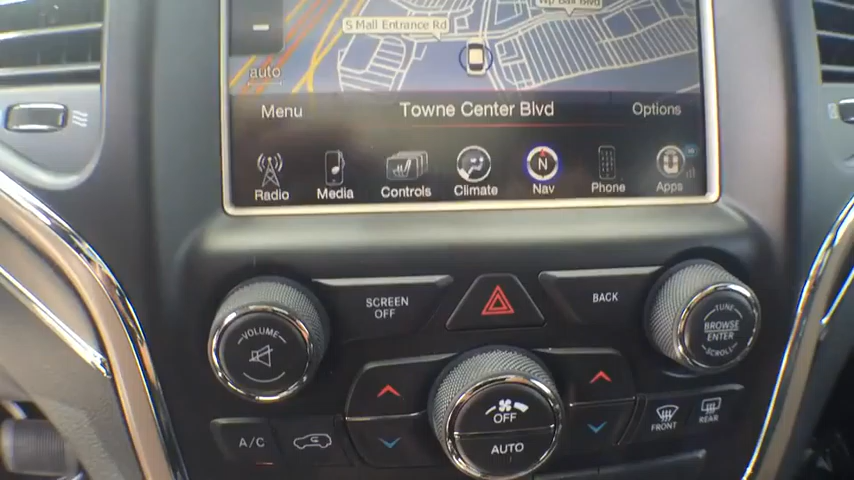 S Mall Entrance Rd
auto
Menu
Towne Center Blvd
Options
Radio
Media
Controls
Climate
N
Nav
Phone
Apps
SCREEN
OFF
BACK
VOLUME
TUNE
BROWSE
ENTER
SCROLL
OFF
AUTO
A/C
FRONT
REAR